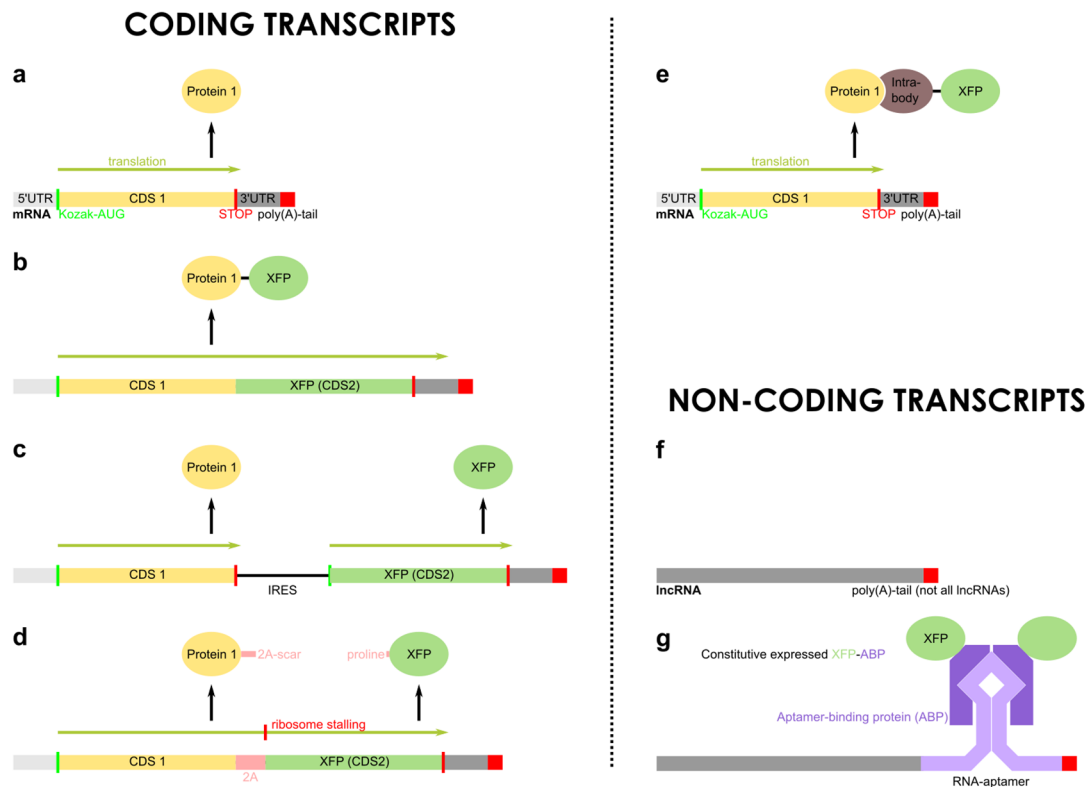 CODING TRANSCRIPTS
a
Protein 1
translation
5'UTR CDS 1 3'UTR
mRNA Kozak-AUG STOP poly(A)-tail
b
Protein 1 XFP
CDS 1 XFP (CDS2)
c
Protein 1 XFP
CDS 1 XFP (CDS2)
IRES
d
Protein 1 2A-scar proline XFP
ribosome stalling
CDS 1 XFP (CDS2)
2A
e
Protein 1 Intra-
body XFP
translation
5'UTR CDS 1 3'UTR
mRNA Kozak-AUG STOP poly(A)-tail
NON-CODING TRANSCRIPTS
f
lncRNA poly(A)-tail (not all lncRNAs)
g
XFP
Constitutive expressed XFP-ABP
Aptamer-binding protein (ABP)
RNA-aptamer